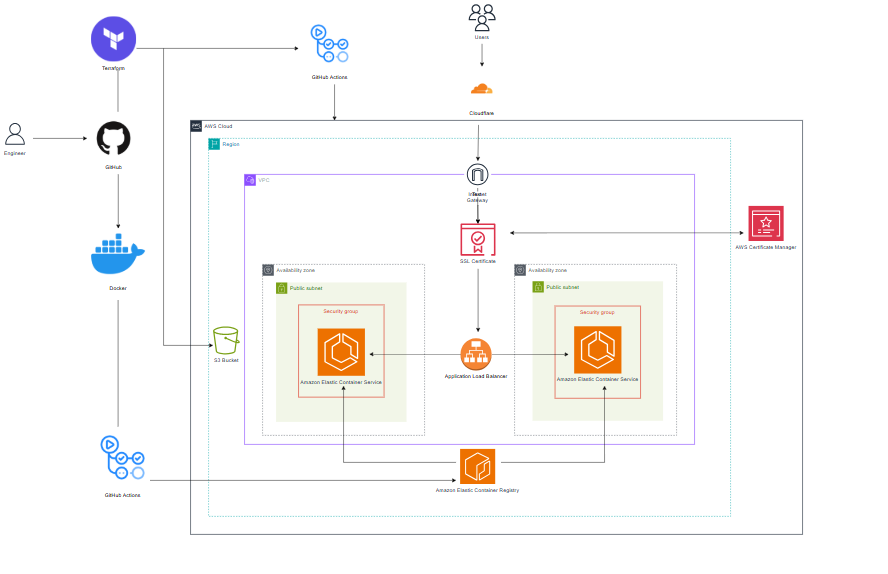 Users
Terraform
GitHub Actions
Cloudflare
AWS Cloud
Engineer
GitHub
Region
VPC
Gateway
AWS Certificate Manager
SSL Certificate
Availability zone
Availability zone
Public subnet
Public subnet
Docker
Security group
Security group
S3 Bucket
Application Load Balancer
Amazon Elastic Container Service
Amazon Elastic Container Service
GitHub Actions
Amazon Elastic Container Registry